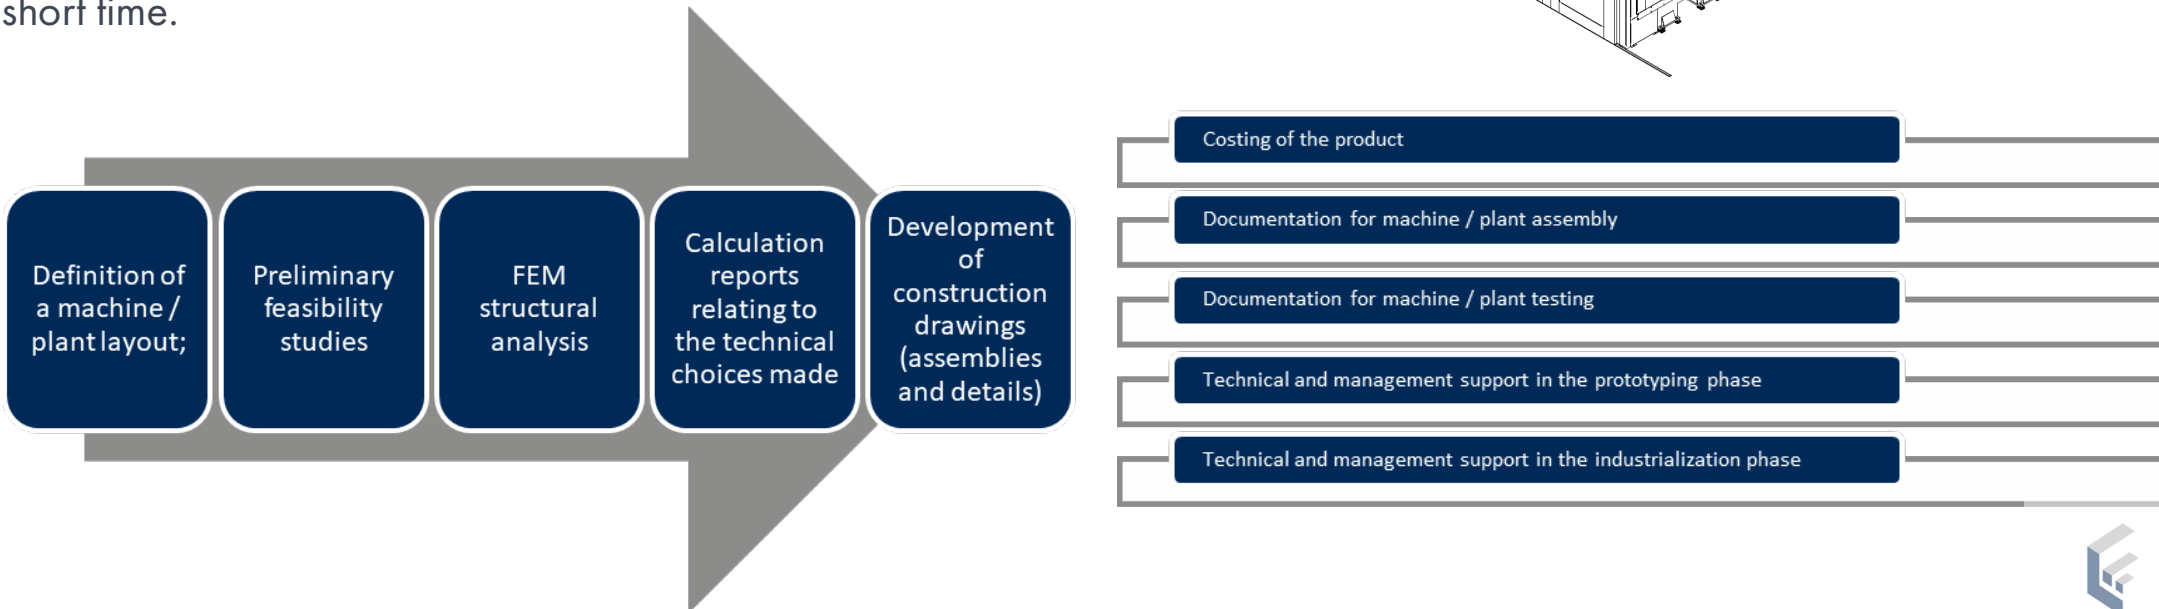 short time.
Definition of
a machine /
plant layout;
Preliminary
feasibility
studies
FEM
structural
analysis
Calculation
reports
relating to
the technical
choices made
Development
of
construction
drawings
(assemblies
and details)
Costing of the product
Documentation for machine / plant assembly
Documentation for machine / plant testing
Technical and management support in the prototyping phase
Technical and management support in the industrialization phase